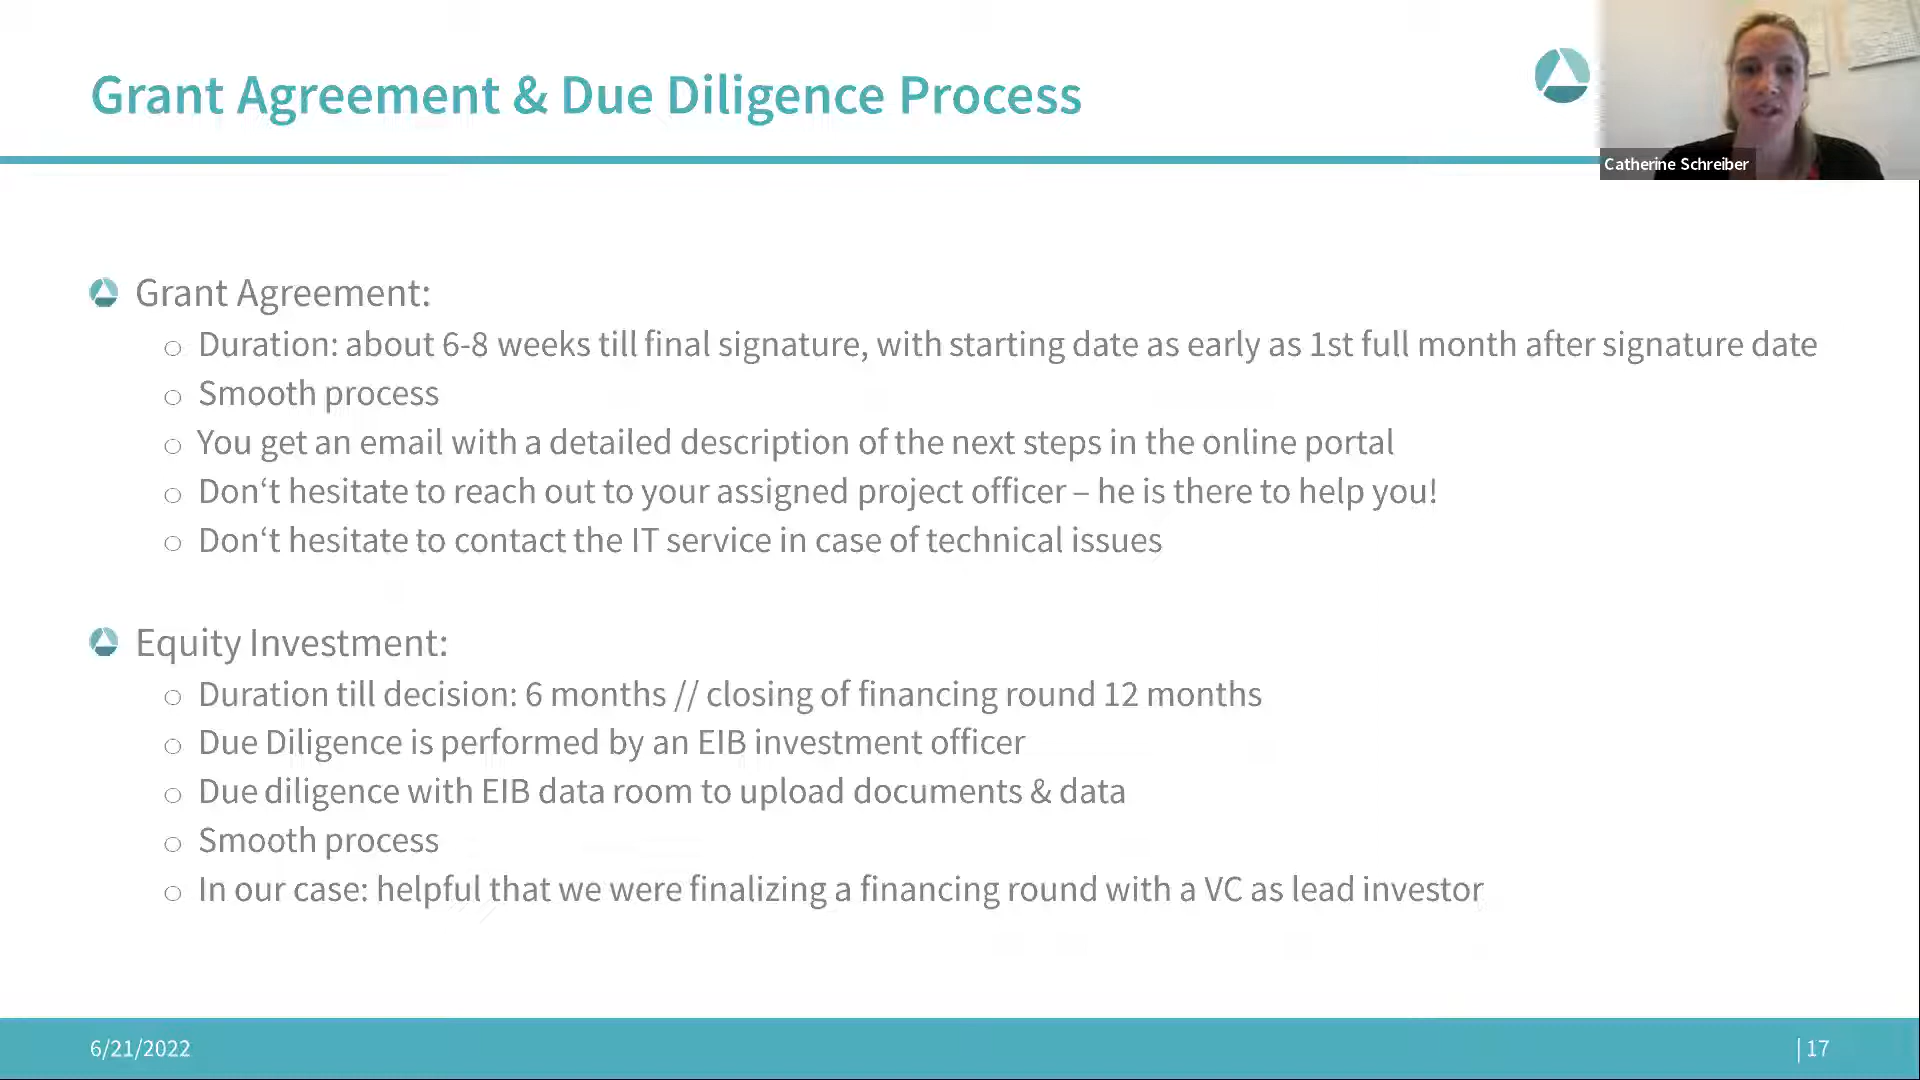 Grant Agreement & Due Diligence Process
Catherine Schreiber
Grant Agreement:
Duration: about 6-8 weeks till final signature, with starting date as early as 1st full month after signature date
Smooth process
You get an email with a detailed description of the next steps in the online portal
Don‘t hesitate to reach out to your assigned project officer – he is there to help you!
Don‘t hesitate to contact the IT service in case of technical issues
Equity Investment:
Duration till decision: 6 months // closing of financing round 12 months
Due Diligence is performed by an EIB investment officer
Due diligence with EIB data room to upload documents & data
Smooth process
In our case: helpful that we were finalizing a financing round with a VC as lead investor
6/21/2022
| 17